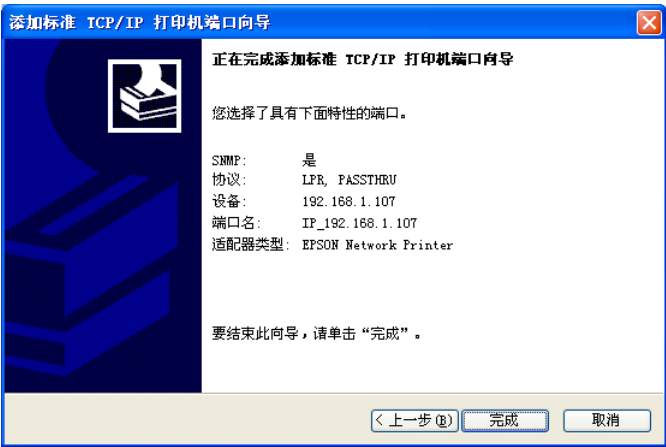 添加标准 TCP/IP 打印机端口向导
正在完成添加标准 TCP/IP 打印机端口向导
您选择了具有下面特性的端口。
SNMP: 是
协议: LPR, PASSTHRU
设备: 192.168.1.107
端口名: IP_192.168.1.107
适配器类型: EPSON Network Printer
要结束此向导，请单击“完成”。
< 上一步(B) 完成 取消